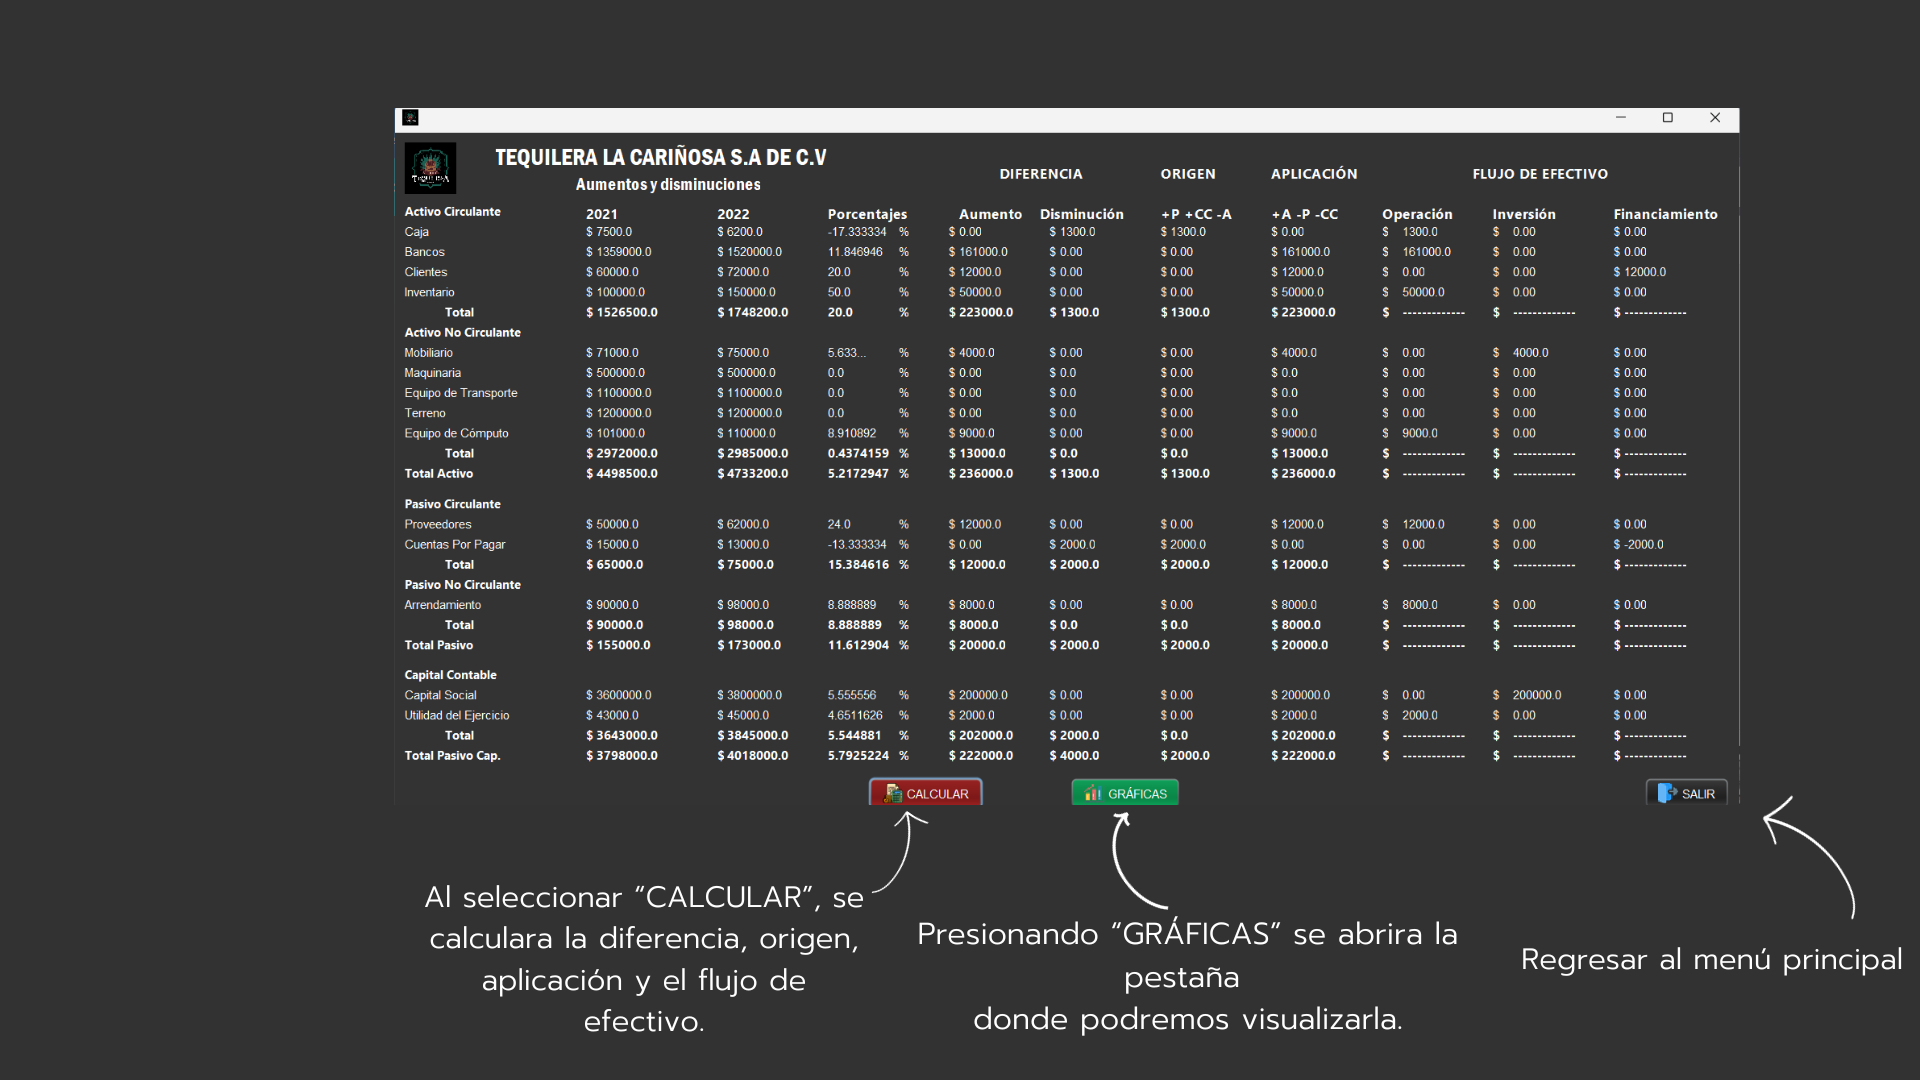 TEQUILERA
TEQUILERA LA CARIÑOSA S.A DE C.V
Aumentos y disminuciones
DIFERENCIA ORIGEN APLICACIÓN FLUJO DE EFECTIVO
Activo Circulante 2021 2022 Porcentajes Aumento Disminución +P +CC -A +A -P -CC Operación Inversión Financiamiento
Caja $ 7500.0 $ 6200.0 -17.333334 % $ 0.00 $ 1300.0 $ 1300.0 $ 0.00 $ 1300.0 $ 0.00 $ 0.00
Bancos $ 1359000.0 $ 1520000.0 11.846946 % $ 161000.0 $ 0.00 $ 0.00 $ 161000.0 $ 161000.0 $ 0.00 $ 0.00
Clientes $ 60000.0 $ 72000.0 20.0 % $ 12000.0 $ 0.00 $ 0.00 $ 12000.0 $ 0.00 $ 0.00 $ 12000.0
Inventario $ 100000.0 $ 150000.0 50.0 % $ 50000.0 $ 0.00 $ 0.00 $ 50000.0 $ 50000.0 $ 0.00 $ 0.00
Total $ 1526500.0 $ 1748200.0 20.0 % $ 223000.0 $ 1300.0 $ 1300.0 $ 223000.0 $ ------------- $ ------------- $ -------------
Activo No Circulante
Mobiliario $ 71000.0 $ 75000.0 5.633... % $ 4000.0 $ 0.00 $ 0.00 $ 4000.0 $ 0.00 $ 4000.0 $ 0.00
Maquinaria $ 500000.0 $ 500000.0 0.0 % $ 0.00 $ 0.0 $ 0.00 $ 0.0 $ 0.00 $ 0.00 $ 0.00
Equipo de Transporte $ 1100000.0 $ 1100000.0 0.0 % $ 0.00 $ 0.0 $ 0.00 $ 0.0 $ 0.00 $ 0.00 $ 0.00
Terreno $ 1200000.0 $ 1200000.0 0.0 % $ 0.00 $ 0.0 $ 0.00 $ 0.0 $ 0.00 $ 0.00 $ 0.00
Equipo de Cómputo $ 101000.0 $ 110000.0 8.910892 % $ 9000.0 $ 0.00 $ 0.00 $ 9000.0 $ 9000.0 $ 0.00 $ 0.00
Total $ 2972000.0 $ 2985000.0 0.4374159 % $ 13000.0 $ 0.0 $ 0.0 $ 13000.0 $ ------------- $ ------------- $ -------------
Total Activo $ 4498500.0 $ 4733200.0 5.2172947 % $ 236000.0 $ 1300.0 $ 1300.0 $ 236000.0 $ ------------- $ ------------- $ -------------
Pasivo Circulante
Proveedores $ 50000.0 $ 62000.0 24.0 % $ 12000.0 $ 0.00 $ 0.00 $ 12000.0 $ 12000.0 $ 0.00 $ 0.00
Cuentas Por Pagar $ 15000.0 $ 13000.0 -13.333334 % $ 0.00 $ 2000.0 $ 2000.0 $ 0.00 $ 0.00 $ 0.00 $ -2000.0
Total $ 65000.0 $ 75000.0 15.384616 % $ 12000.0 $ 2000.0 $ 2000.0 $ 12000.0 $ ------------- $ ------------- $ -------------
Pasivo No Circulante
Arrendamiento $ 90000.0 $ 98000.0 8.888889 % $ 8000.0 $ 0.00 $ 0.00 $ 8000.0 $ 8000.0 $ 0.00 $ 0.00
Total $ 90000.0 $ 98000.0 8.888889 % $ 8000.0 $ 0.0 $ 0.0 $ 8000.0 $ ------------- $ ------------- $ -------------
Total Pasivo $ 155000.0 $ 173000.0 11.612904 % $ 20000.0 $ 2000.0 $ 2000.0 $ 20000.0 $ ------------- $ ------------- $ -------------
Capital Contable
Capital Social $ 3600000.0 $ 3800000.0 5.555556 % $ 200000.0 $ 0.00 $ 0.00 $ 200000.0 $ 0.00 $ 200000.0 $ 0.00
Utilidad del Ejercicio $ 43000.0 $ 45000.0 4.6511626 % $ 2000.0 $ 0.00 $ 0.00 $ 2000.0 $ 2000.0 $ 0.00 $ 0.00
Total $ 3643000.0 $ 3845000.0 5.544881 % $ 202000.0 $ 2000.0 $ 0.0 $ 202000.0 $ ------------- $ ------------- $ -------------
Total Pasivo Cap. $ 3798000.0 $ 4018000.0 5.7925224 % $ 222000.0 $ 4000.0 $ 2000.0 $ 222000.0 $ ------------- $ ------------- $ -------------
CALCULAR GRÁFICAS SALIR
Al seleccionar “CALCULAR”, se
calculara la diferencia, origen,
aplicación y el flujo de
efectivo.
Presionando “GRÁFICAS” se abrira la
pestaña
donde podremos visualizarla.
Regresar al menú principal